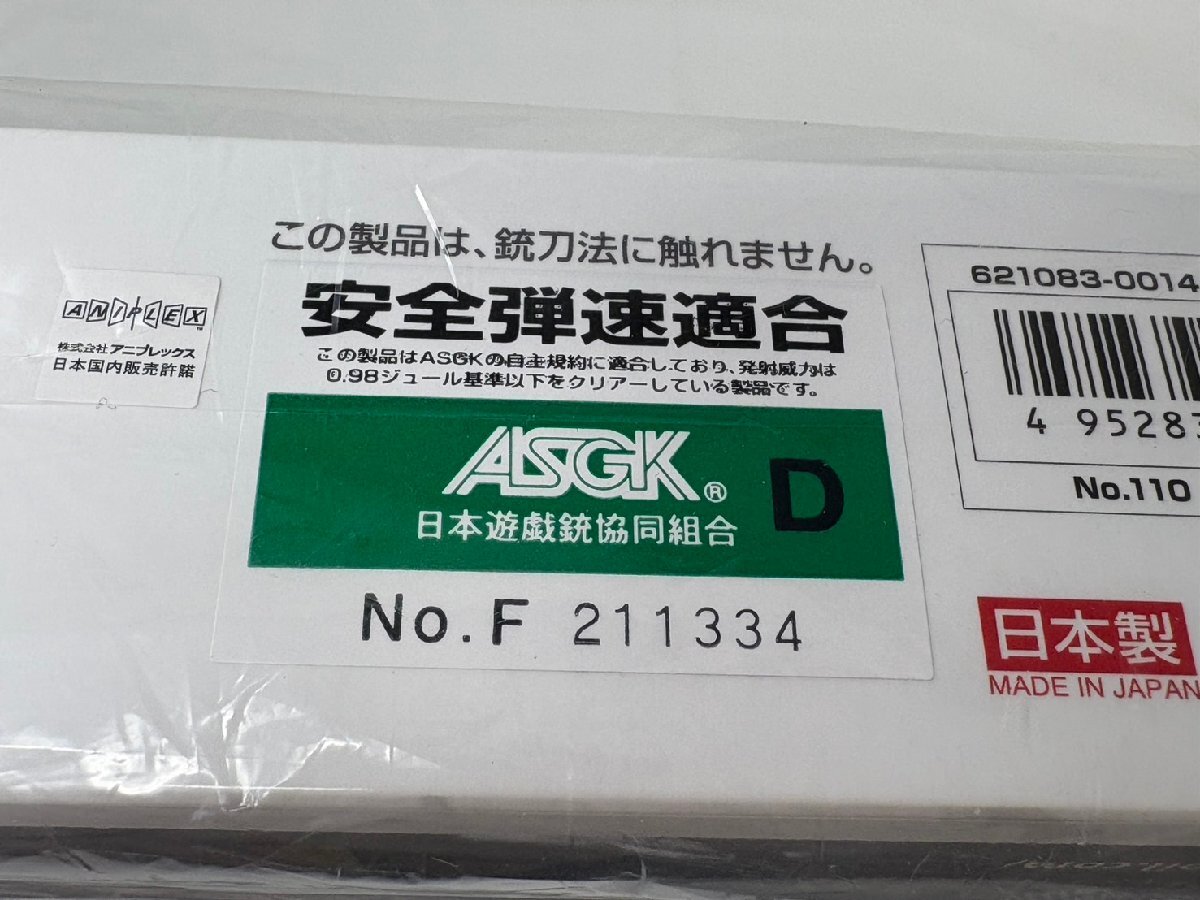 この製品は、銃刀法に触れません。
安全弾速適合
この製品はASGKの自主規約に適合しており、発射威力は
0.98ジュール基準以下をクリアーしている製品です。
ASGK®
日本遊戯銃協同組合
D
No.F 211334
ANIPLEX™
株式会社アニプレックス
日本国内販売許諾
621083-0014
4 95283
No.110
日本製
MADE IN JAPAN